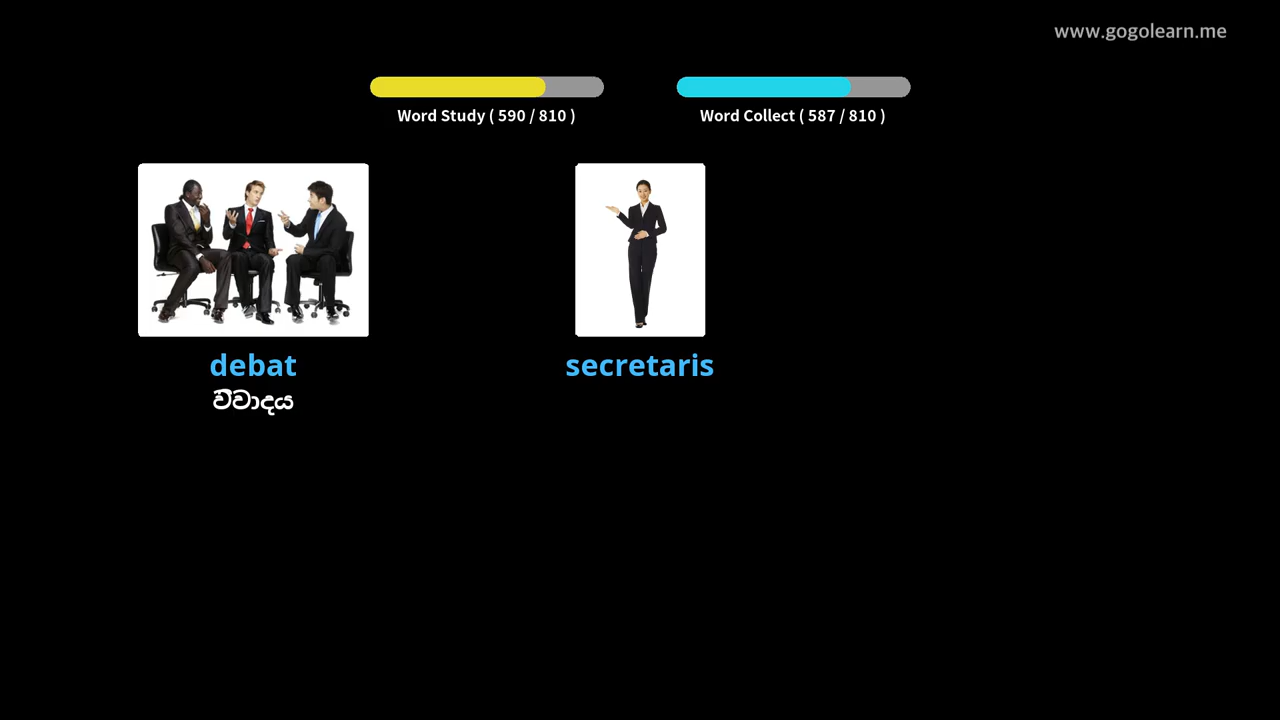 www.gogolearn.me
Word Study ( 590 / 810 )
Word Collect ( 587 / 810 )
debat
විවාදය
secretaris